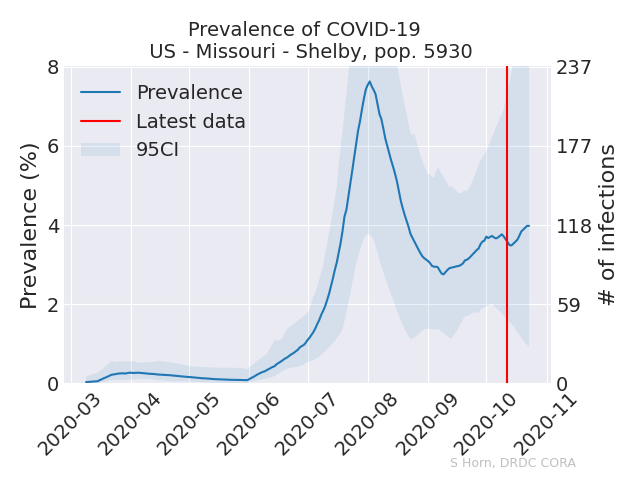 Prevalence of COVID-19
US - Missouri - Shelby, pop. 5930
Prevalence (%)
8
6
4
2
0
Prevalence
Latest data
95CI
237
177
118
59
0
# of infections
2020-03
2020-04
2020-05
2020-06
2020-07
2020-08
2020-09
2020-10
2020-11
S Horn, DRDC CORA